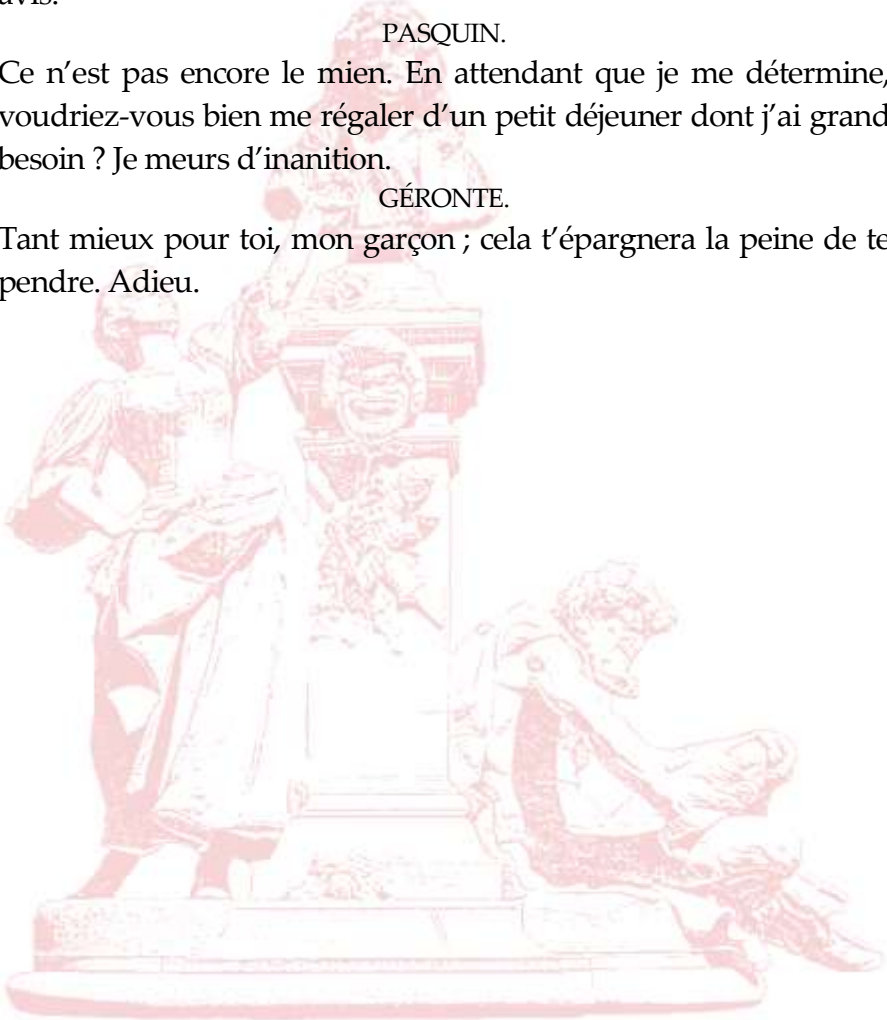 avis.
PASQUIN.
Ce n’est pas encore le mien. En attendant que je me détermine,
voudriez-vous bien me régaler d’un petit déjeuner dont j’ai grand
besoin ? Je meurs d’inanition.
GÉRONTE.
Tant mieux pour toi, mon garçon ; cela t’épargnera la peine de te
pendre. Adieu.